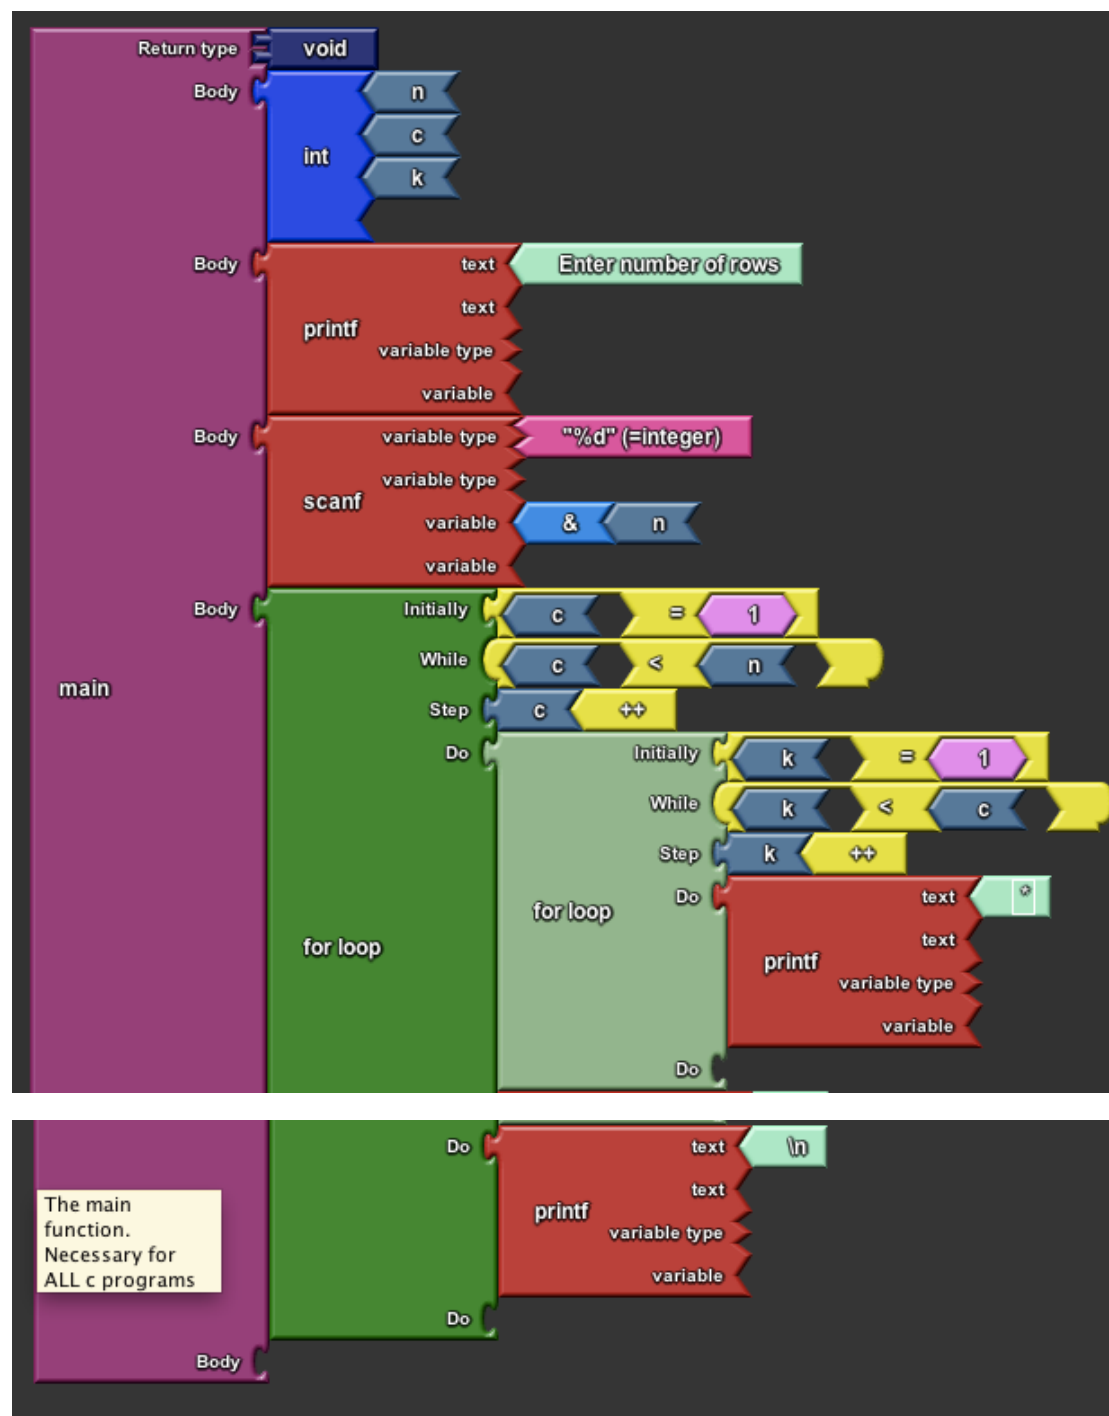 Return type void
Body int n
c
k
Body printf text Enter number of rows
text
variable type
variable
Body scanf variable type "%d" (=integer)
variable type
variable & n
variable
main
Body for loop Initially c = 1
While c < n
Step c ++
Do for loop Initially k = 1
While k < c
Step k ++
Do printf text *
text
variable type
variable
Do
Do printf text \n
text
variable type
variable
Do
The main
function.
Necessary for
ALL c programs
Body